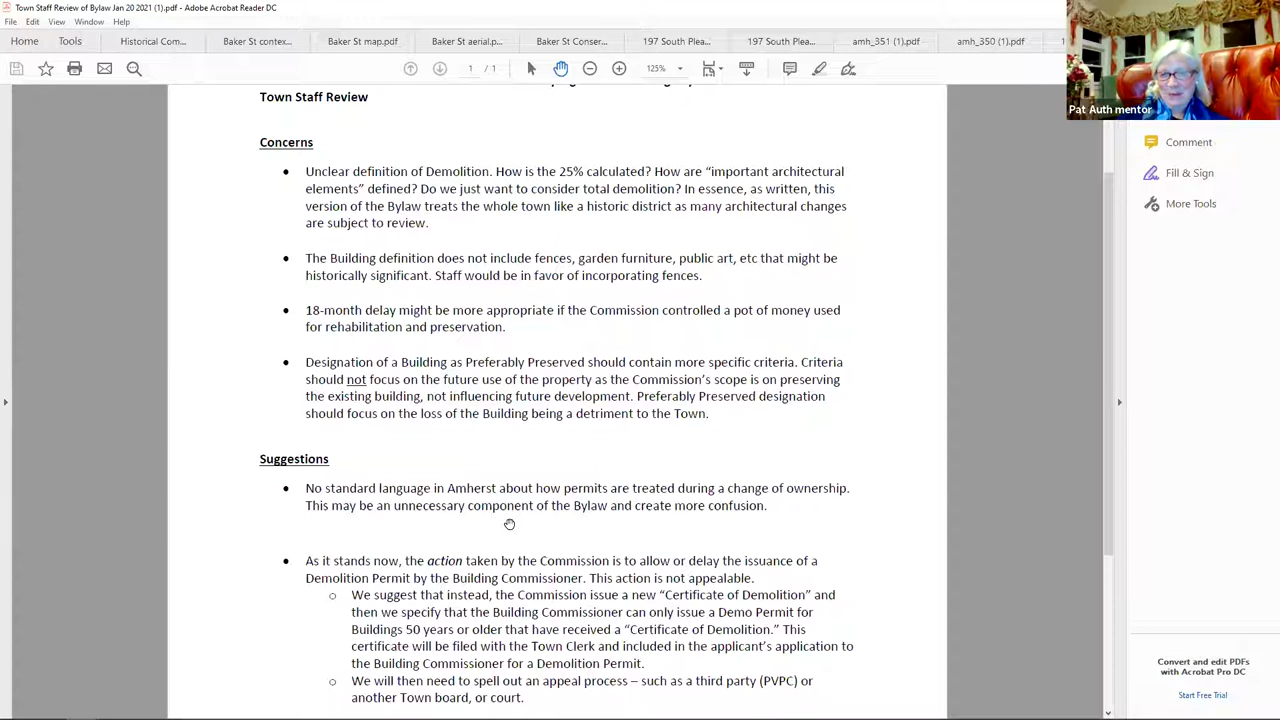 Town Staff Review of Bylaw Jan 20 2021 (1).pdf - Adobe Acrobat Reader DC
File Edit View Window Help
Home Tools Historical Com... Baker St contex... Baker St map.pdf Baker St aerial.p... Baker St Conser... 197 South Plea... 197 South Plea... amh_351 (1).pdf amh_350 (1).pdf
1 / 1 125%
Pat Auth mentor
Town Staff Review
Concerns
• Unclear definition of Demolition. How is the 25% calculated? How are “important architectural
elements” defined? Do we just want to consider total demolition? In essence, as written, this
version of the Bylaw treats the whole town like a historic district as many architectural changes
are subject to review.
• The Building definition does not include fences, garden furniture, public art, etc that might be
historically significant. Staff would be in favor of incorporating fences.
• 18-month delay might be more appropriate if the Commission controlled a pot of money used
for rehabilitation and preservation.
• Designation of a Building as Preferably Preserved should contain more specific criteria. Criteria
should not focus on the future use of the property as the Commission’s scope is on preserving
the existing building, not influencing future development. Preferably Preserved designation
should focus on the loss of the Building being a detriment to the Town.
Suggestions
• No standard language in Amherst about how permits are treated during a change of ownership.
This may be an unnecessary component of the Bylaw and create more confusion.
• As it stands now, the action taken by the Commission is to allow or delay the issuance of a
Demolition Permit by the Building Commissioner. This action is not appealable.
o We suggest that instead, the Commission issue a new “Certificate of Demolition” and
then we specify that the Building Commissioner can only issue a Demo Permit for
Buildings 50 years or older that have received a “Certificate of Demolition.” This
certificate will be filed with the Town Clerk and included in the applicant’s application to
the Building Commissioner for a Demolition Permit.
o We will then need to spell out an appeal process – such as a third party (PVPC) or
another Town board, or court.
Comment
Fill & Sign
More Tools
Convert and edit PDFs
with Acrobat Pro DC
Start Free Trial